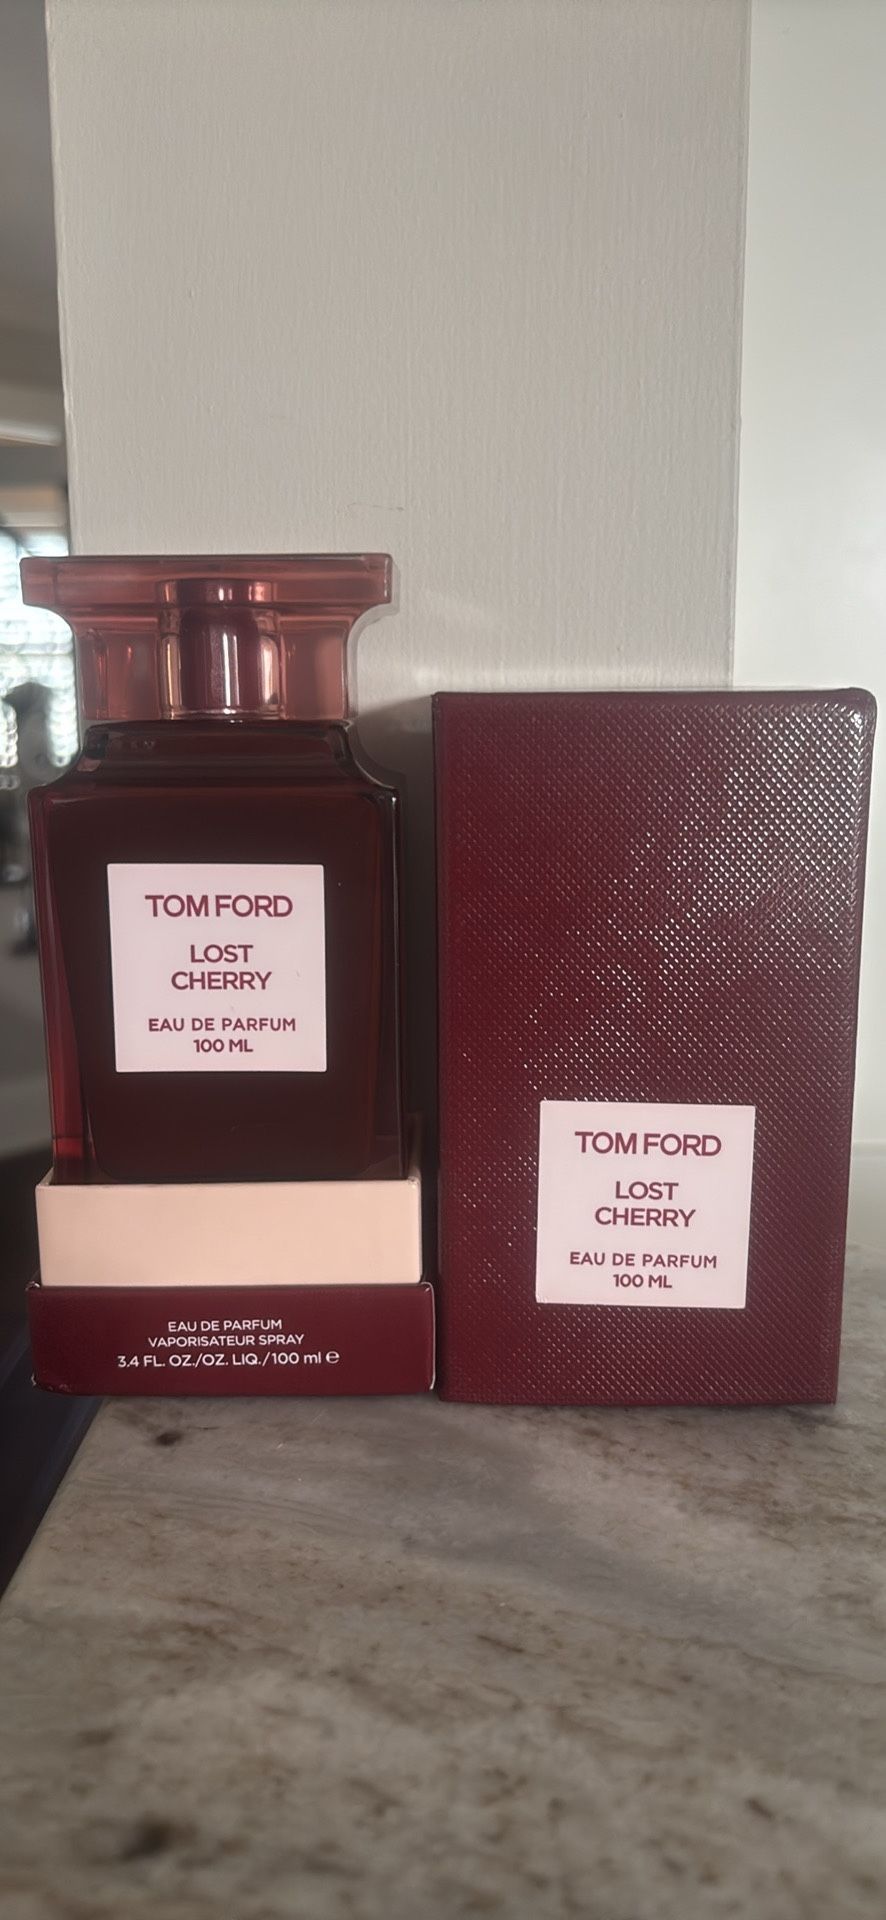 TOM FORD
LOST
CHERRY
EAU DE PARFUM
100 ML
EAU DE PARFUM
VAPORISATEUR SPRAY
3.4 FL. OZ./OZ. LIQ./100 ml ℮
TOM FORD
LOST
CHERRY
EAU DE PARFUM
100 ML